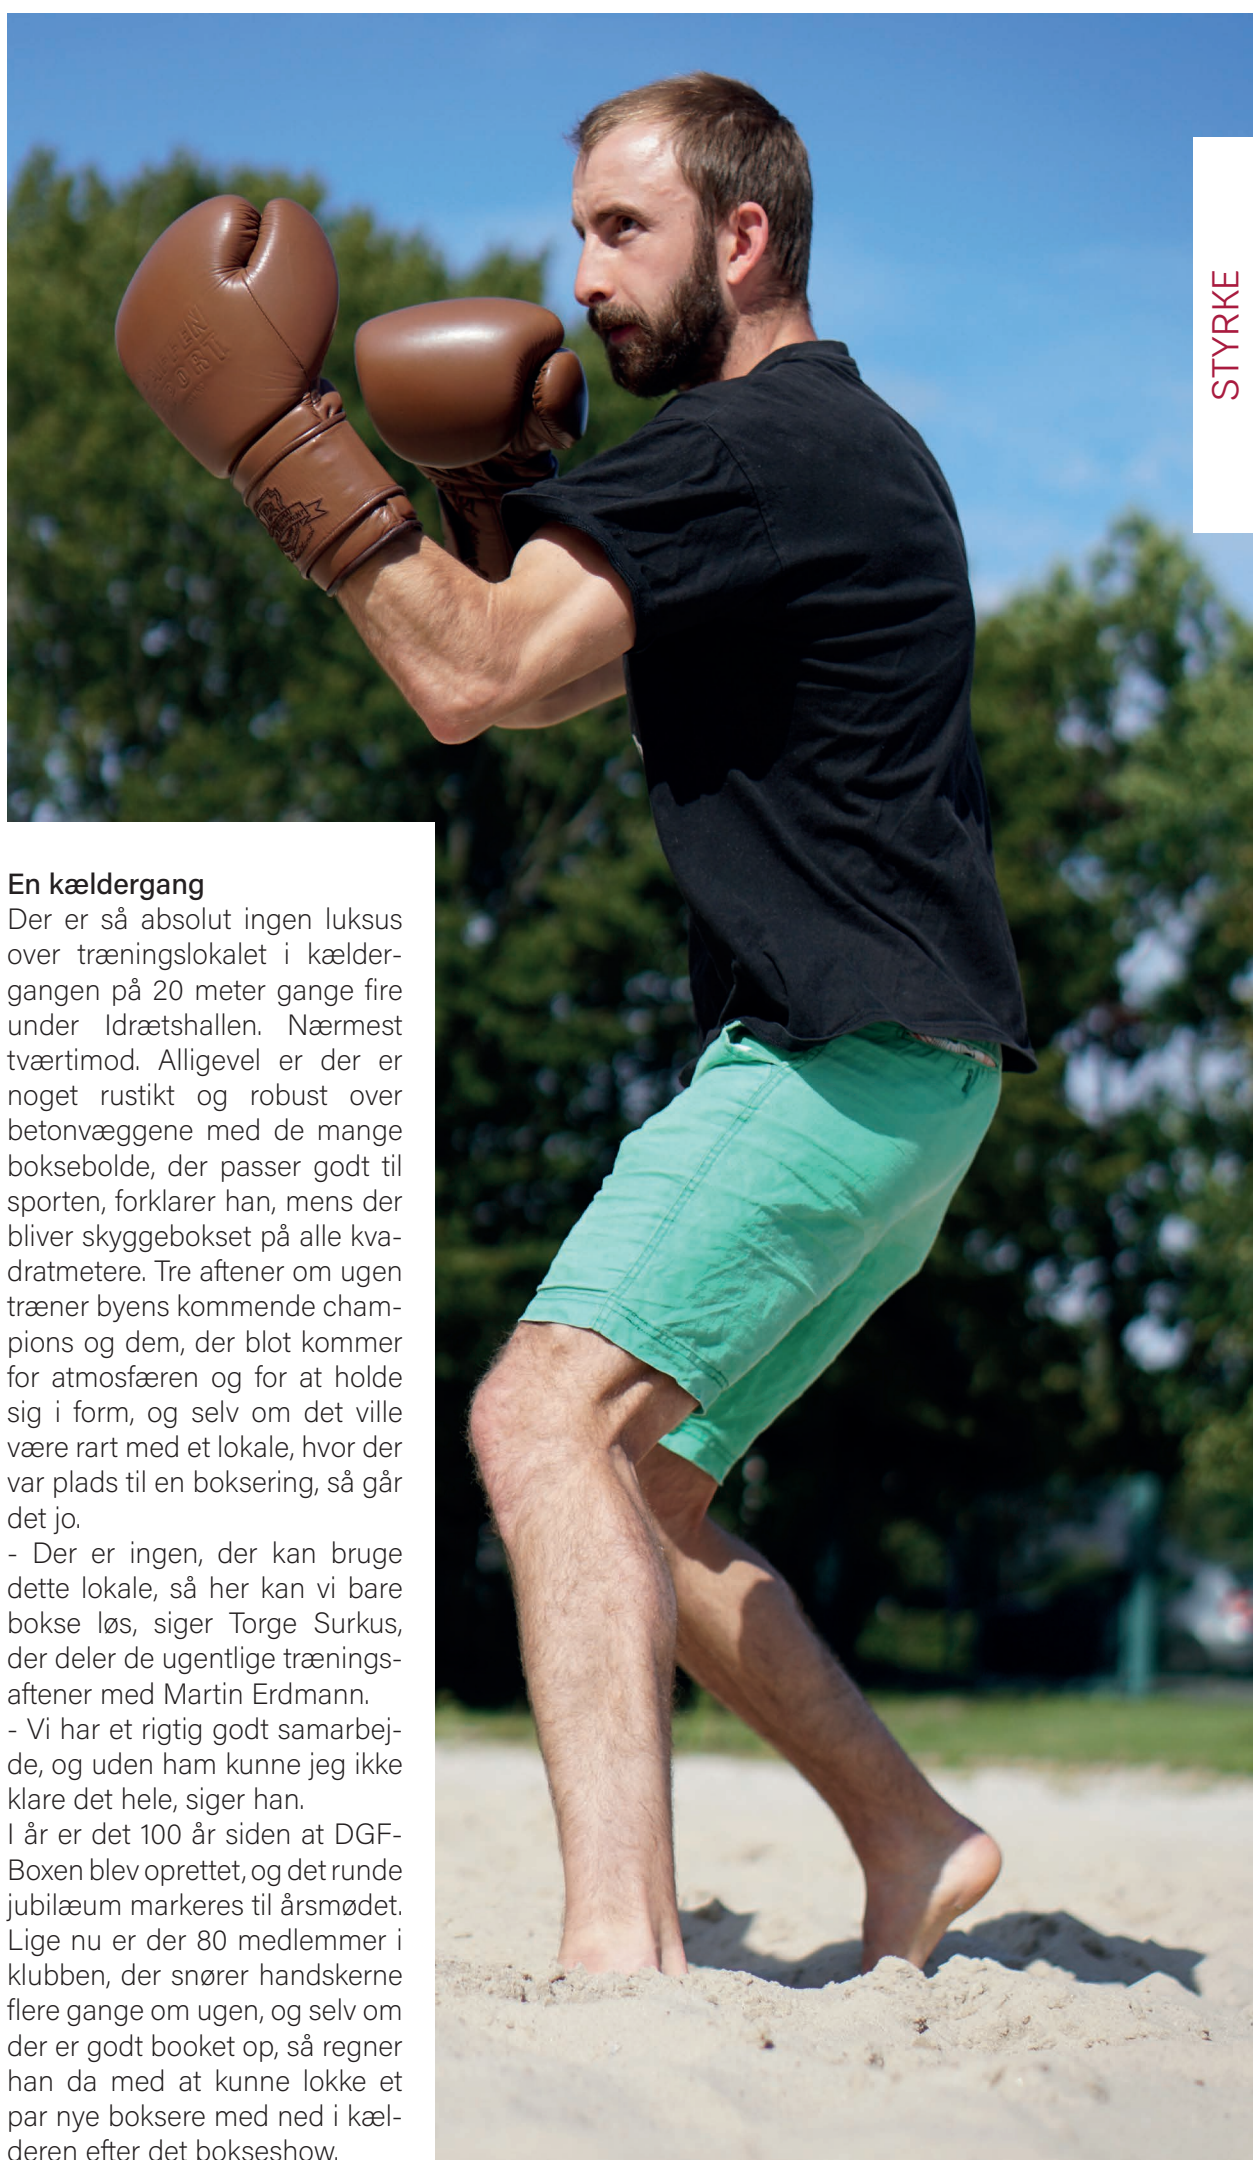 STYRKE
En kældergang
Der er så absolut ingen luksus
over træningslokalet i kælder-
gangen på 20 meter gange fire
under Idrætshallen. Nærmest
tværtimod. Alligevel er der er
noget rustikt og robust over
betonvæggene med de mange
boksebolde, der passer godt til
sporten, forklarer han, mens der
bliver skyggebokset på alle kva-
dratmetere. Tre aftener om ugen
træner byens kommende cham-
pions og dem, der blot kommer
for atmosfæren og for at holde
sig i form, og selv om det ville
være rart med et lokale, hvor der
var plads til en boksering, så går
det jo.
- Der er ingen, der kan bruge
dette lokale, så her kan vi bare
bokse løs, siger Torge Surkus,
der deler de ugentlige trænings-
aftener med Martin Erdmann.
- Vi har et rigtig godt samarbej-
de, og uden ham kunne jeg ikke
klare det hele, siger han.
I år er det 100 år siden at DGF-
Boxen blev oprettet, og det runde
jubilæum markeres til årsmødet.
Lige nu er der 80 medlemmer i
klubben, der snører handskerne
flere gange om ugen, og selv om
der er godt booket op, så regner
han da med at kunne lokke et
par nye boksere med ned i kæl-
deren efter det bokseshow.